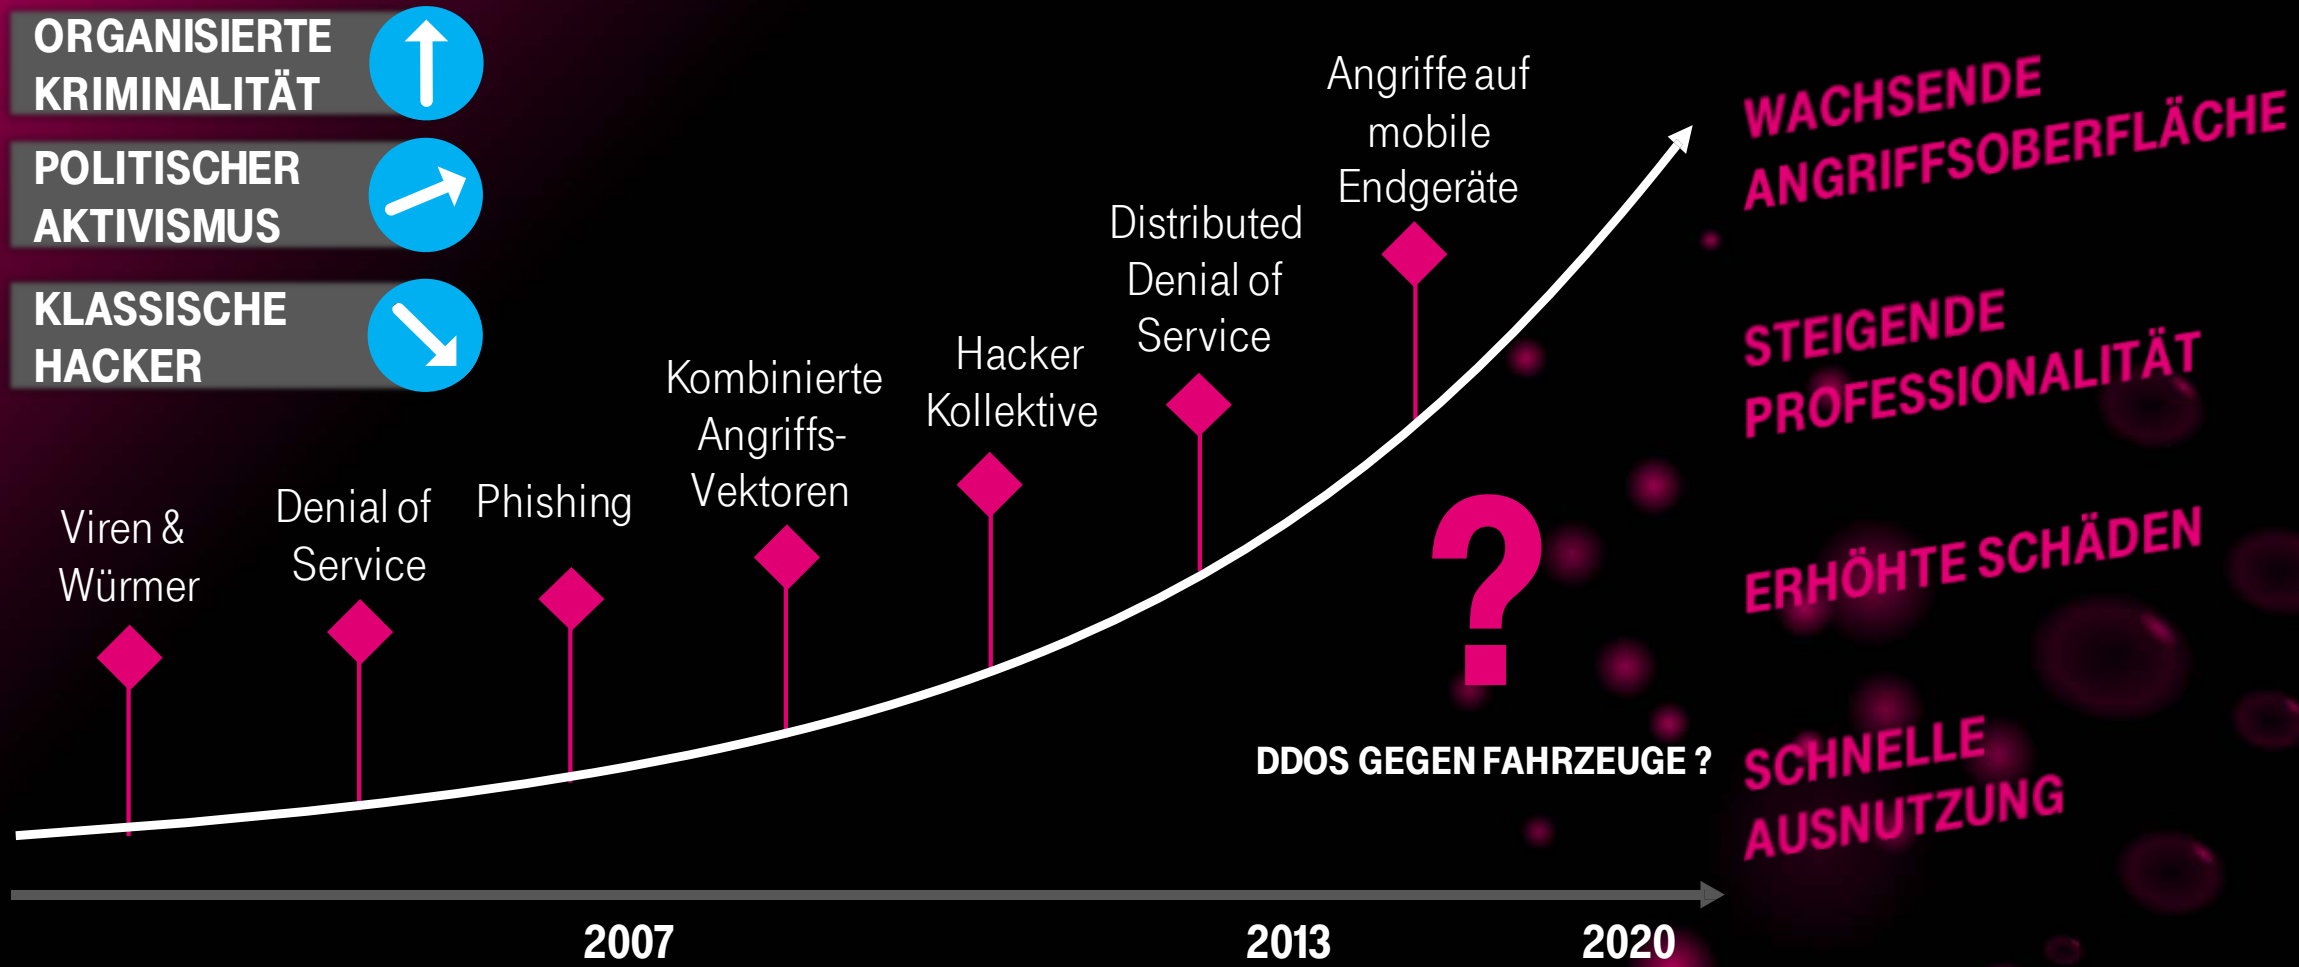 ORGANISIERTE
KRIMINALITÄT
POLITISCHER
AKTIVISMUS
KLASSISCHE
HACKER
Viren &
Würmer
Denial of
Service
Phishing
Kombinierte
Angriffs-
Vektoren
Hacker
Kollektive
Distributed
Denial of
Service
Angriffe auf
mobile
Endgeräte
?
DDOS GEGEN FAHRZEUGE ?
WACHSENDE
ANGRIFFSOBERFLÄCHE
STEIGENDE
PROFESSIONALITÄT
ERHÖHTE SCHÄDEN
SCHNELLE
AUSNUTZUNG
2007
2013
2020